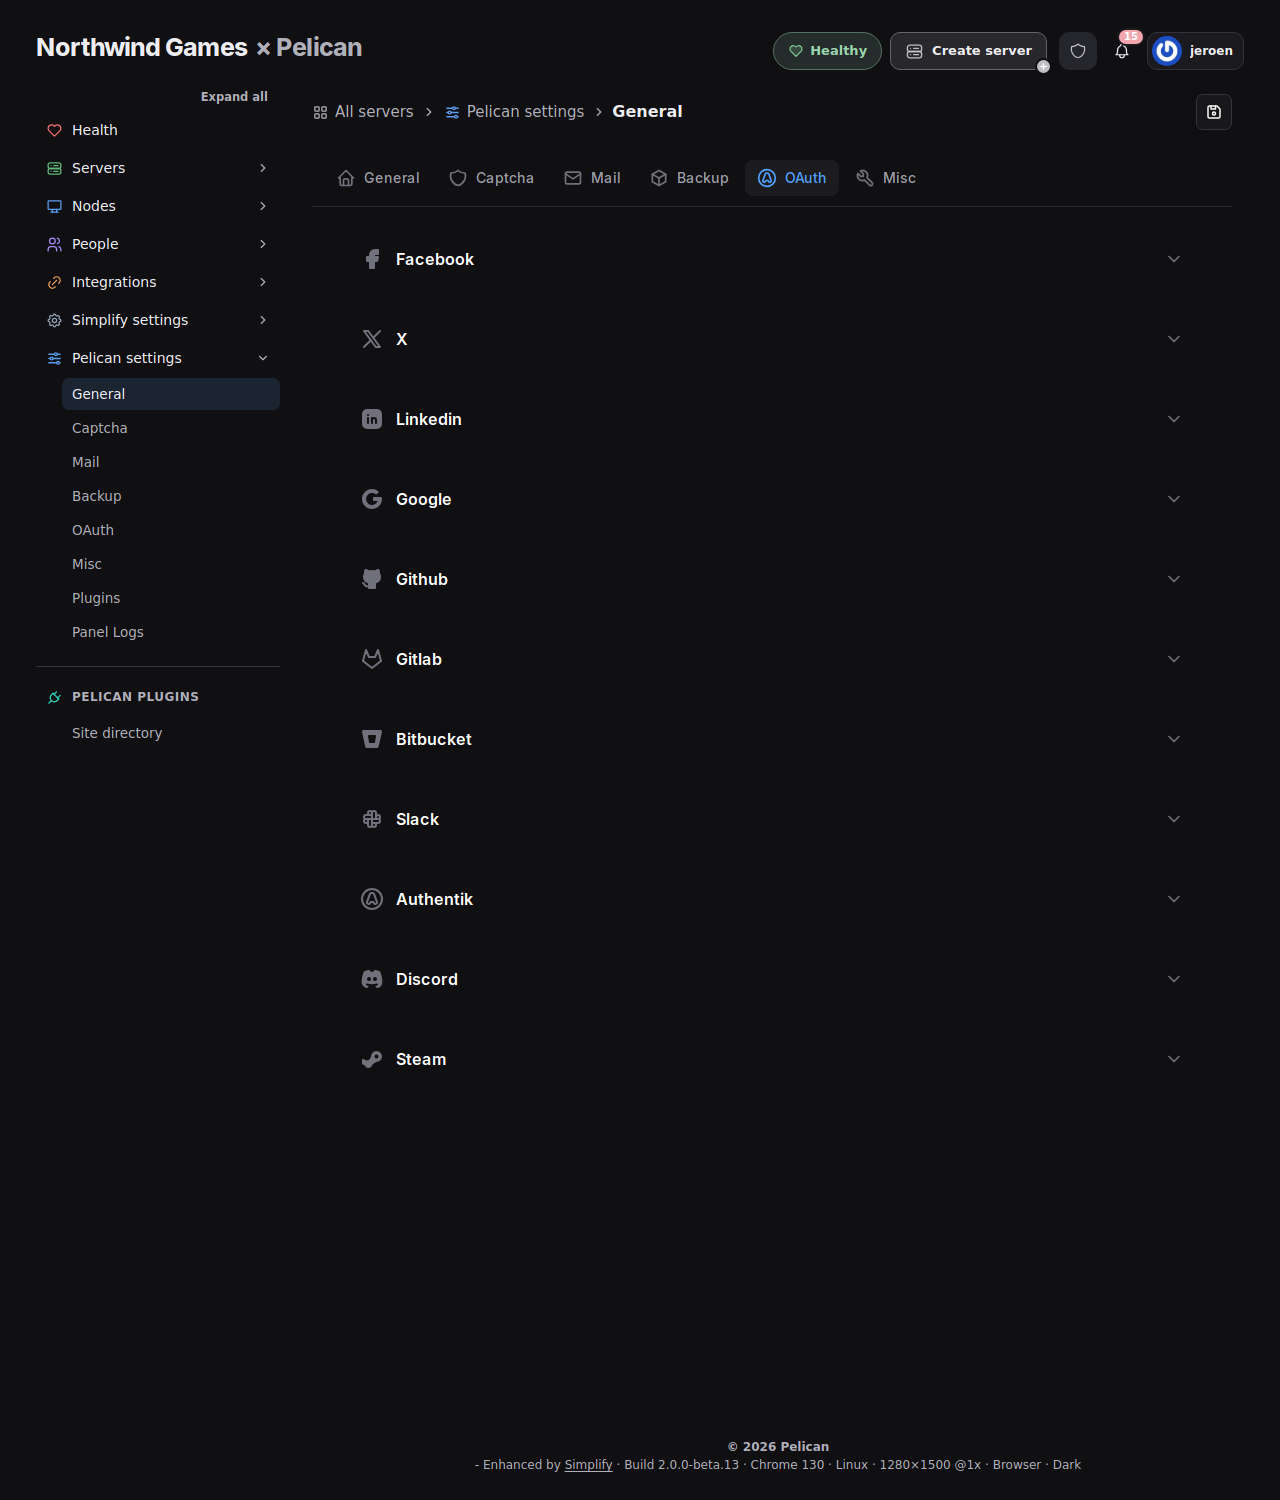 Northwind Games × Pelican
Healthy
Create server
15
jeroen
Expand all
Health
Servers
Nodes
People
Integrations
Simplify settings
Pelican settings
General
Captcha
Mail
Backup
OAuth
Misc
Plugins
Panel Logs
PELICAN PLUGINS
Site directory
All servers > Pelican settings > General
General Captcha Mail Backup OAuth Misc
Facebook
X
Linkedin
Google
Github
Gitlab
Bitbucket
Slack
Authentik
Discord
Steam
© 2026 Pelican
- Enhanced by Simplify · Build 2.0.0-beta.13 · Chrome 130 · Linux · 1280×1500 @1x · Browser · Dark